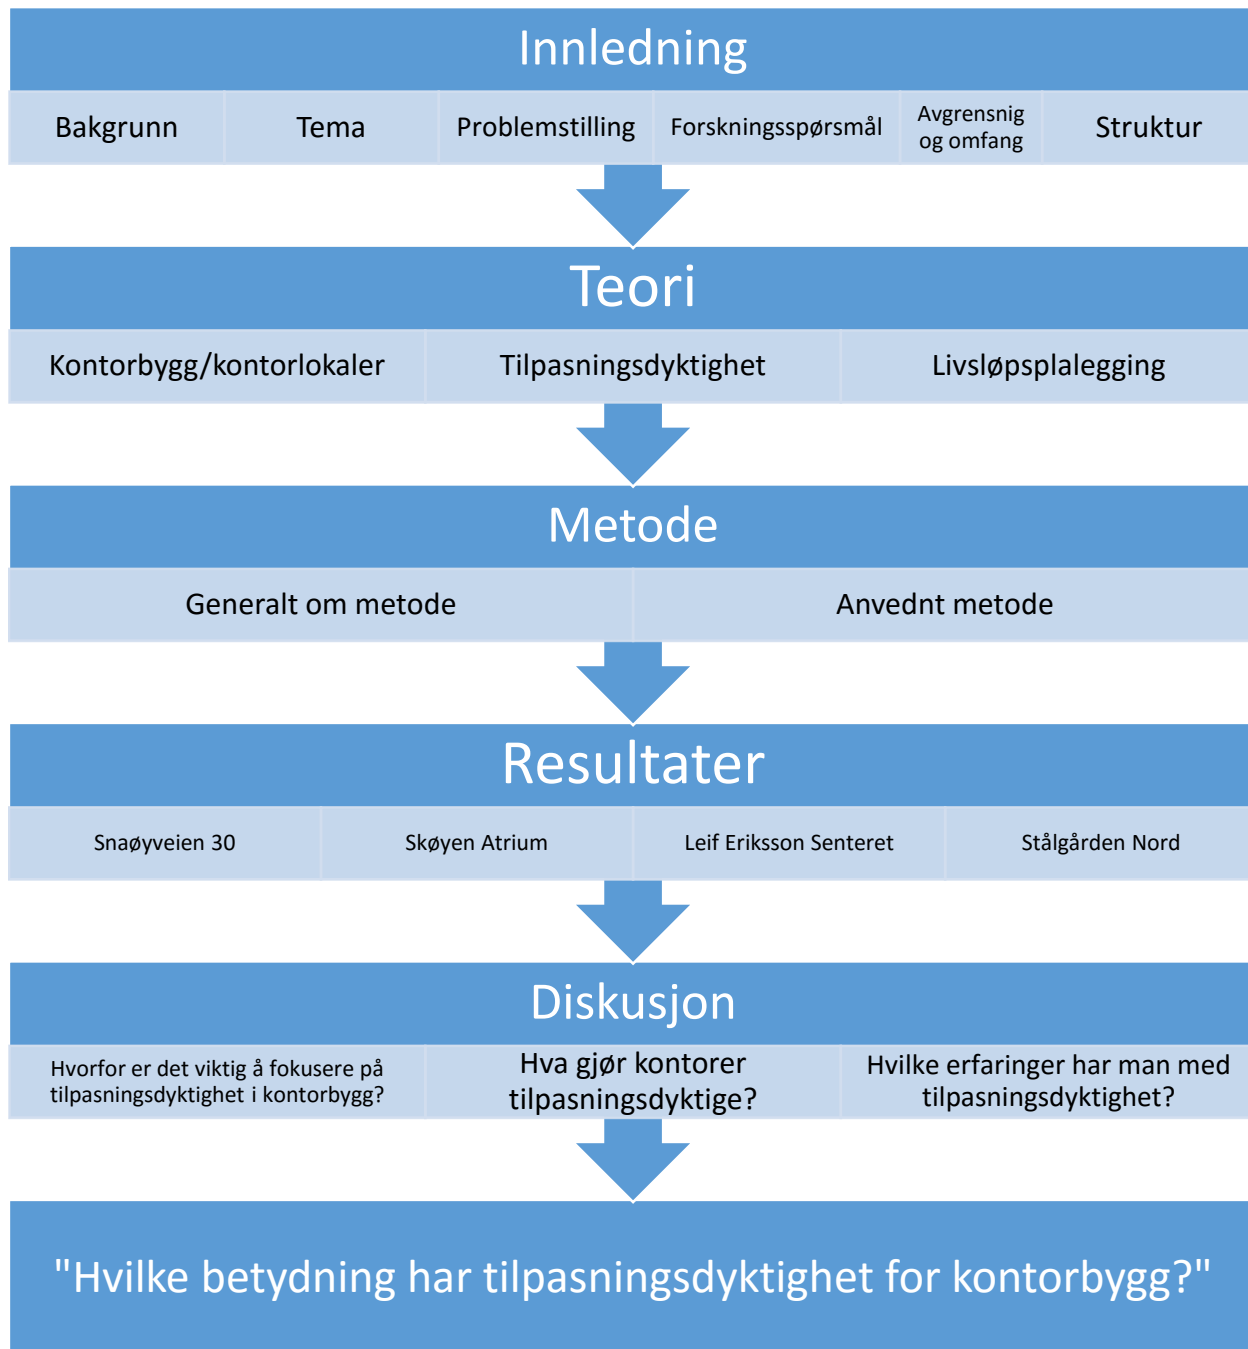 Innledning
Bakgrunn
Tema
Problemstilling
Forskningsspørsmål
Avgrensnig
og omfang
Struktur
Teori
Kontorbygg/kontorlokaler
Tilpasningsdyktighet
Livsløpsplalegging
Metode
Generalt om metode
Anvednt metode
Resultater
Snaøyveien 30
Skøyen Atrium
Leif Eriksson Senteret
Stålgården Nord
Diskusjon
Hvorfor er det viktig å fokusere på
tilpasningsdyktighet i kontorbygg?
Hva gjør kontorer
tilpasningsdyktige?
Hvilke erfaringer har man med
tilpasningsdyktighet?
"Hvilke betydning har tilpasningsdyktighet for kontorbygg?"